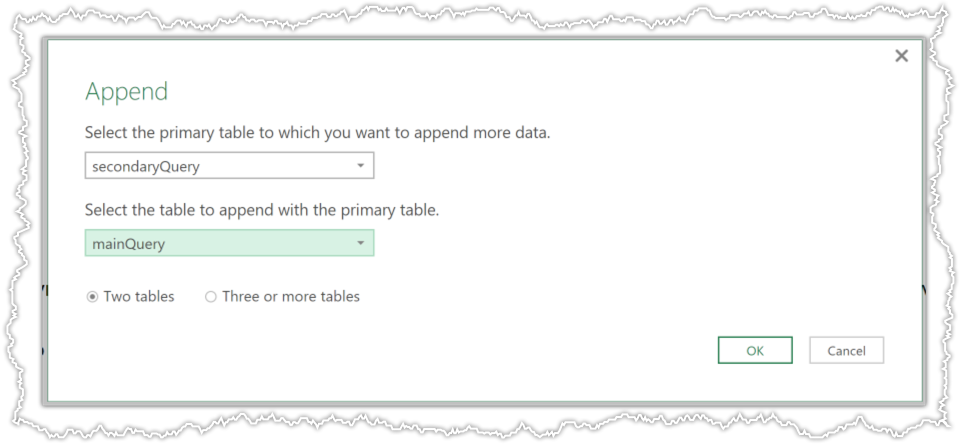 Append
Select the primary table to which you want to append more data.
secondaryQuery
Select the table to append with the primary table.
mainQuery
Two tables Three or more tables
OK Cancel